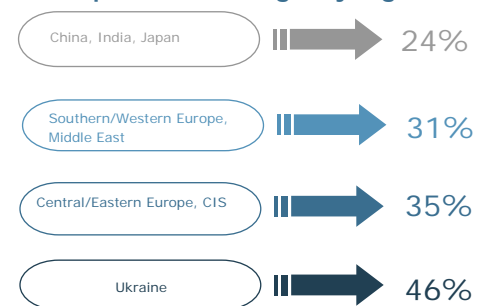 China, India, Japan
24%
Southern/Western Europe,
Middle East
31%
Central/Eastern Europe, CIS
35%
Ukraine
46%